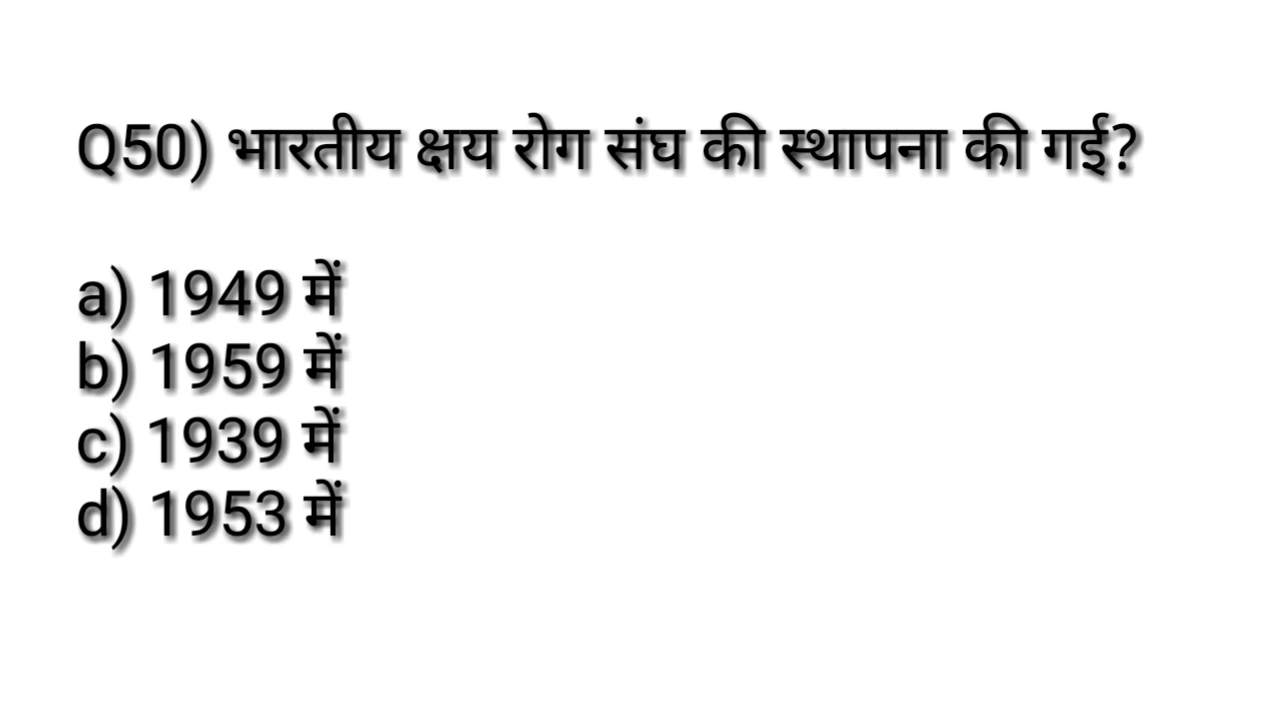 Q50) भारतीय क्षय रोग संघ की स्थापना की गई?
a) 1949 में
b) 1959 में
c) 1939 में
d) 1953 में